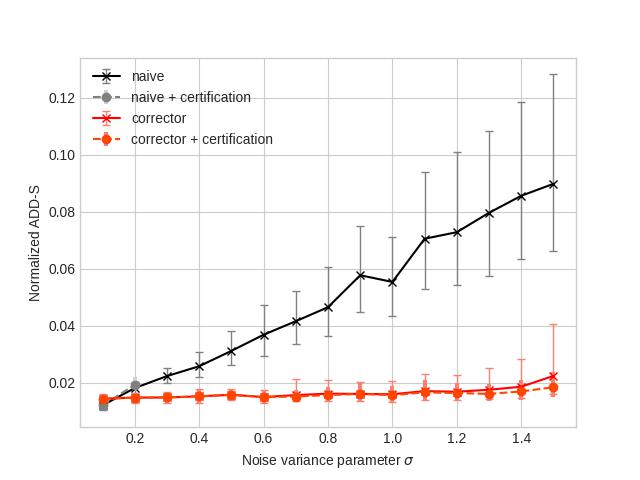 naive
naive + certification
corrector
corrector + certification
0.12
0.10
0.08
0.06
0.04
0.02
Normalized ADD-S
0.2 0.4 0.6 0.8 1.0 1.2 1.4
Noise variance parameter σ